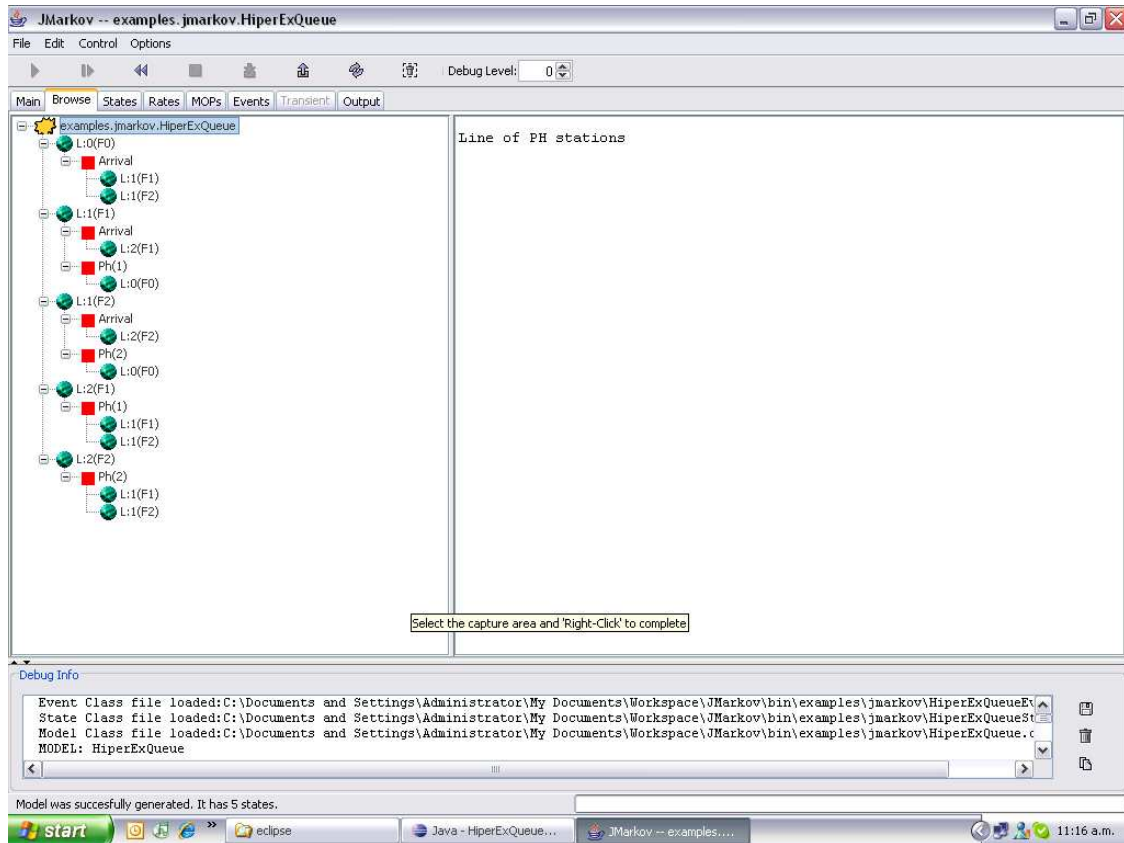 JMarkov -- examples.jmarkov.HiperExQueue
File Edit Control Options
Debug Level: 0
Main Browse States Rates MOPs Events Transient Output
examples.jmarkov.HiperExQueue
L:0(F0)
Arrival
L:1(F1)
L:1(F2)
L:1(F1)
Arrival
L:2(F1)
Ph(1)
L:0(F0)
L:1(F2)
Arrival
L:2(F2)
Ph(2)
L:0(F0)
L:2(F1)
Ph(1)
L:1(F1)
L:1(F2)
L:2(F2)
Ph(2)
L:1(F1)
L:1(F2)
Line of PH stations
Select the capture area and 'Right-Click' to complete
Debug Info
Event Class file loaded:C:\Documents and Settings\Administrator\My Documents\Workspace\JMarkov\bin\examples\jmarkov\HiperExQueueEv
State Class file loaded:C:\Documents and Settings\Administrator\My Documents\Workspace\JMarkov\bin\examples\jmarkov\HiperExQueueSt
Model Class file loaded:C:\Documents and Settings\Administrator\My Documents\Workspace\JMarkov\bin\examples\jmarkov\HiperExQueue.c
MODEL: HiperExQueue
Model was succesfully generated. It has 5 states.
start » eclipse Java - HiperExQueue... JMarkov -- examples.... 11:16 a.m.